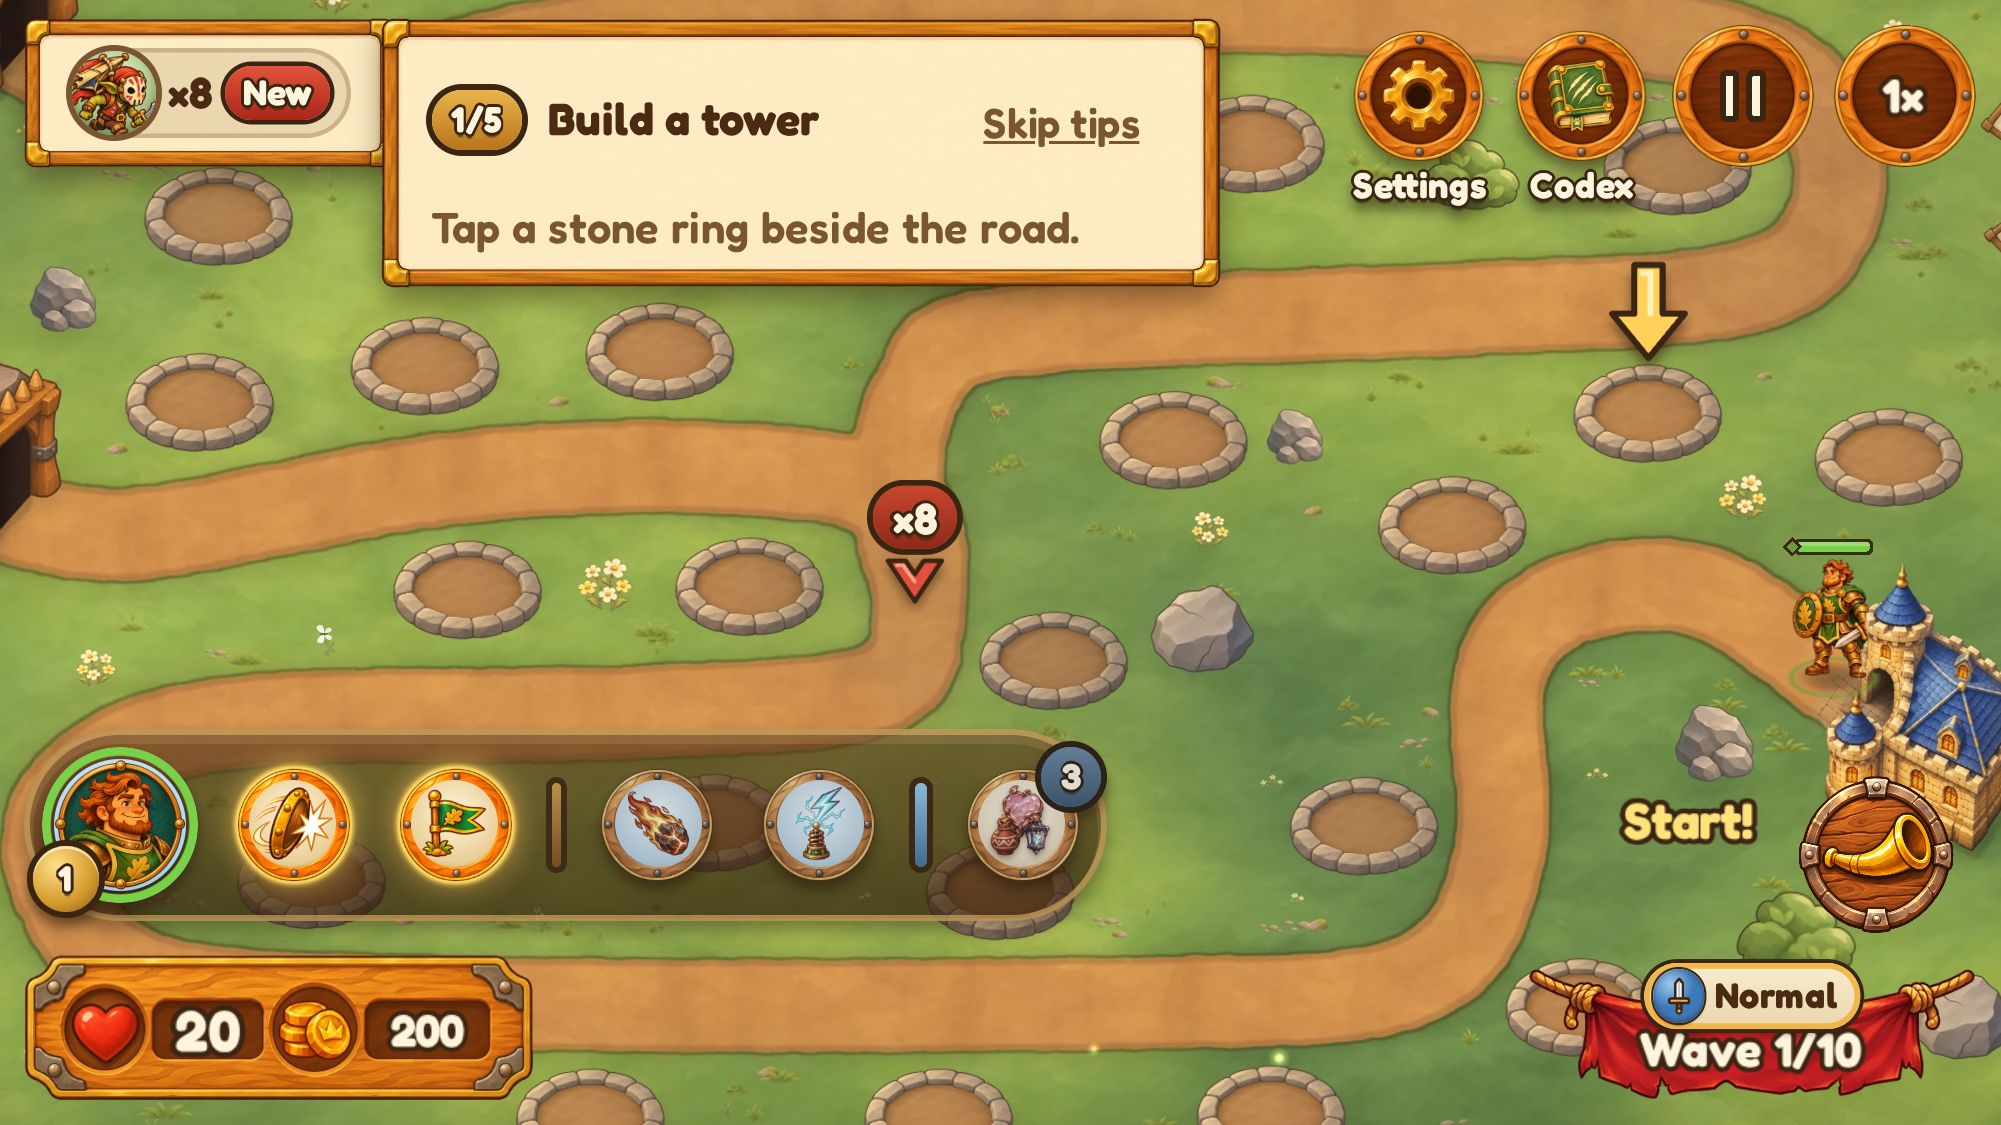 x8 New
1/5 Build a tower Skip tips
Tap a stone ring beside the road.
Settings Codex
1x
x8
3
1
Start!
20 200
Normal
Wave 1/10